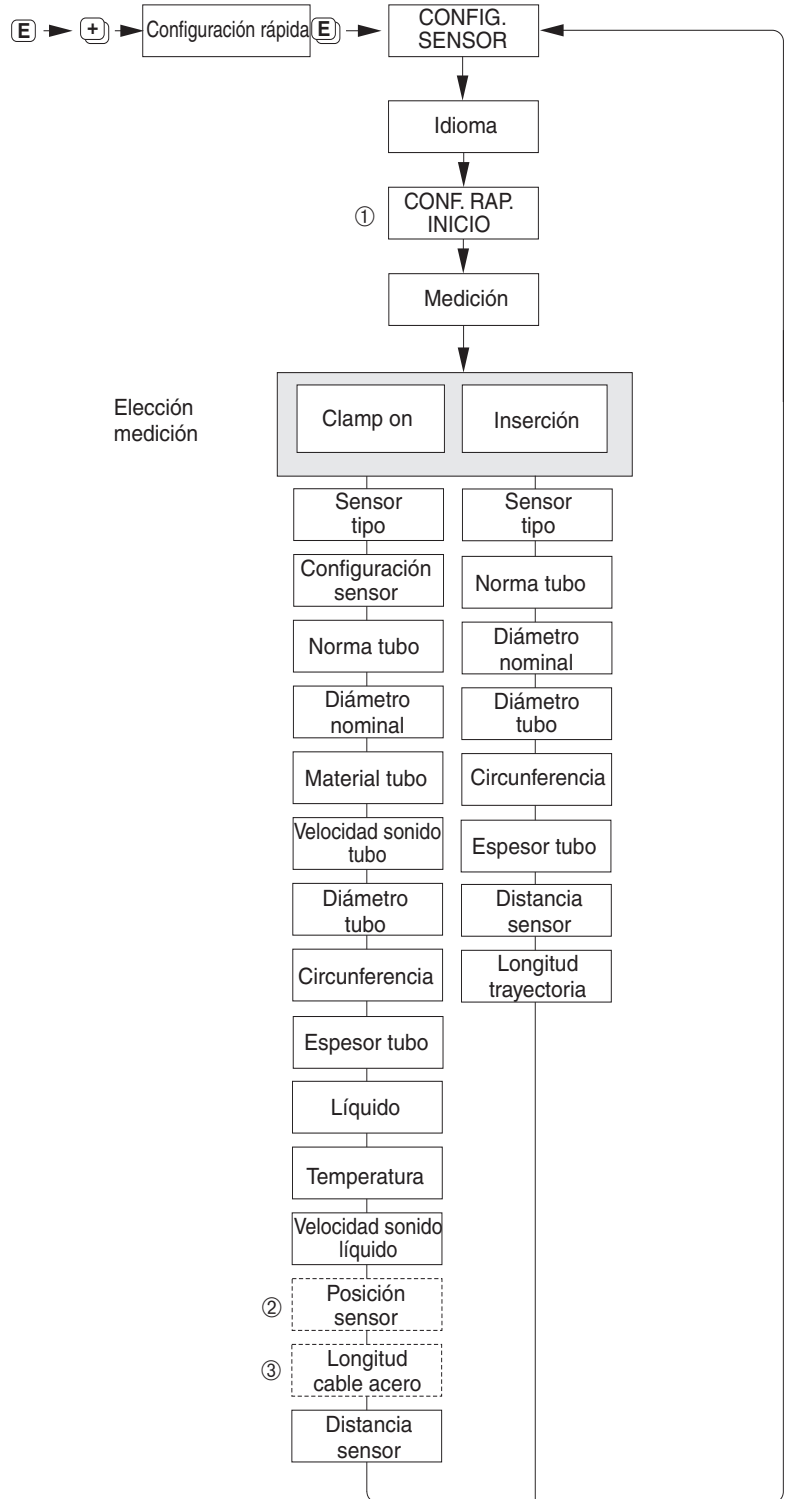 E + Configuración rápida E CONFIG.
SENSOR
Idioma
① CONF. RAP.
INICIO
Medición
Elección
medición
Clamp on
Inserción
Sensor
tipo
Configuración
sensor
Norma tubo
Diámetro
nominal
Material tubo
Velocidad sonido
tubo
Diámetro
tubo
Circunferencia
Espesor tubo
Líquido
Temperatura
Velocidad sonido
líquido
② Posición
sensor
③ Longitud
cable acero
Distancia
sensor
Sensor
tipo
Norma tubo
Diámetro
nominal
Diámetro
tubo
Circunferencia
Espesor tubo
Distancia
sensor
Longitud
trayectoria